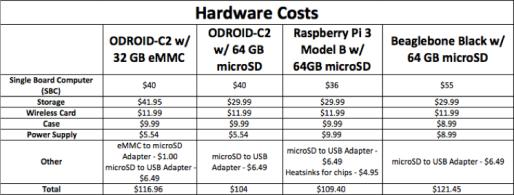 Hardware Costs
ODROID-C2 w/ 32 GB eMMC | ODROID-C2 w/ 64 GB microSD | Raspberry Pi 3 Model B w/ 64GB microSD | Beaglebone Black w/ 64 GB microSD
Single Board Computer (SBC) | $40 | $40 | $36 | $55
Storage | $41.95 | $29.99 | $29.99 | $29.99
Wireless Card | $11.99 | $11.99 | $11.99 | $11.99
Case | $9.99 | $9.99 | $9.99 | $8.99
Power Supply | $5.54 | $5.54 | $9.99 | $8.99
Other | eMMC to microSD Adapter - $1.00 microSD to USB Adapter - $6.49 | microSD to USB Adapter - $6.49 | microSD to USB Adapter - $6.49 Heatsinks for chips - $4.95 | microSD to USB Adapter - $6.49
Total | $116.96 | $104 | $109.40 | $121.45